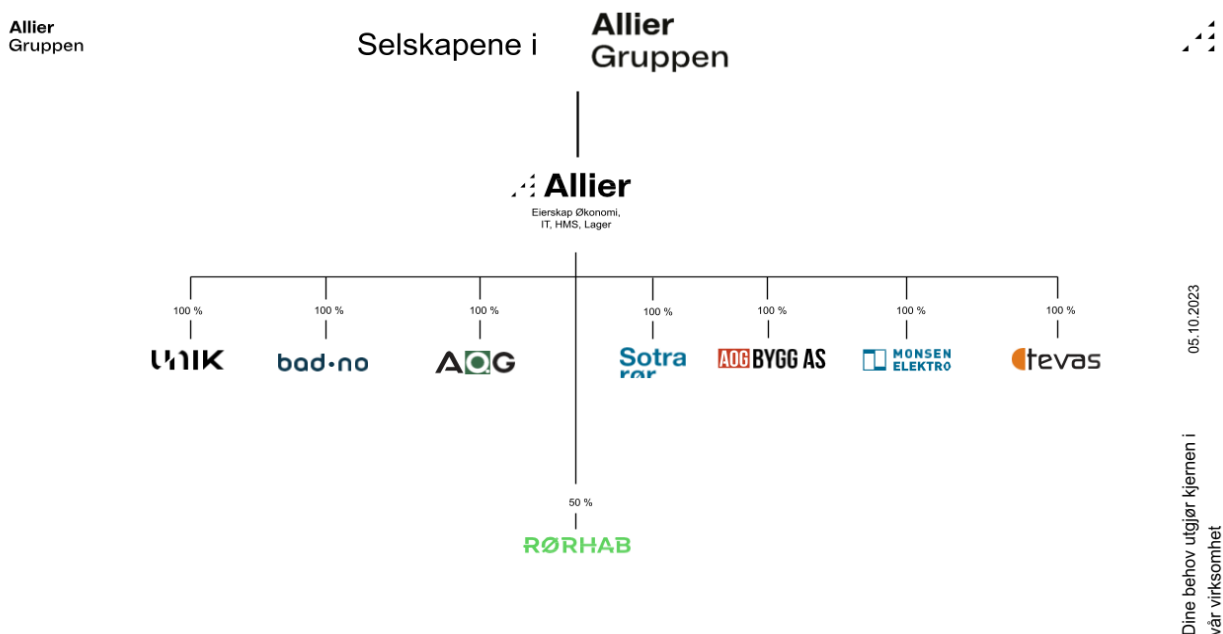 Allier
Gruppen
Selskapene i
Allier
Gruppen
Allier
Eierskap Økonomi,
IT, HMS, Lager
100 %
100 %
100 %
100 %
100 %
100 %
100 %
UNIK
bad.no
AOG
Sotra
rør
AOG BYGG AS
MONSEN
ELEKTRO
tevas
50 %
RØRHAB
05.10.2023
Dine behov utgjør kjernen i
vår virksomhet